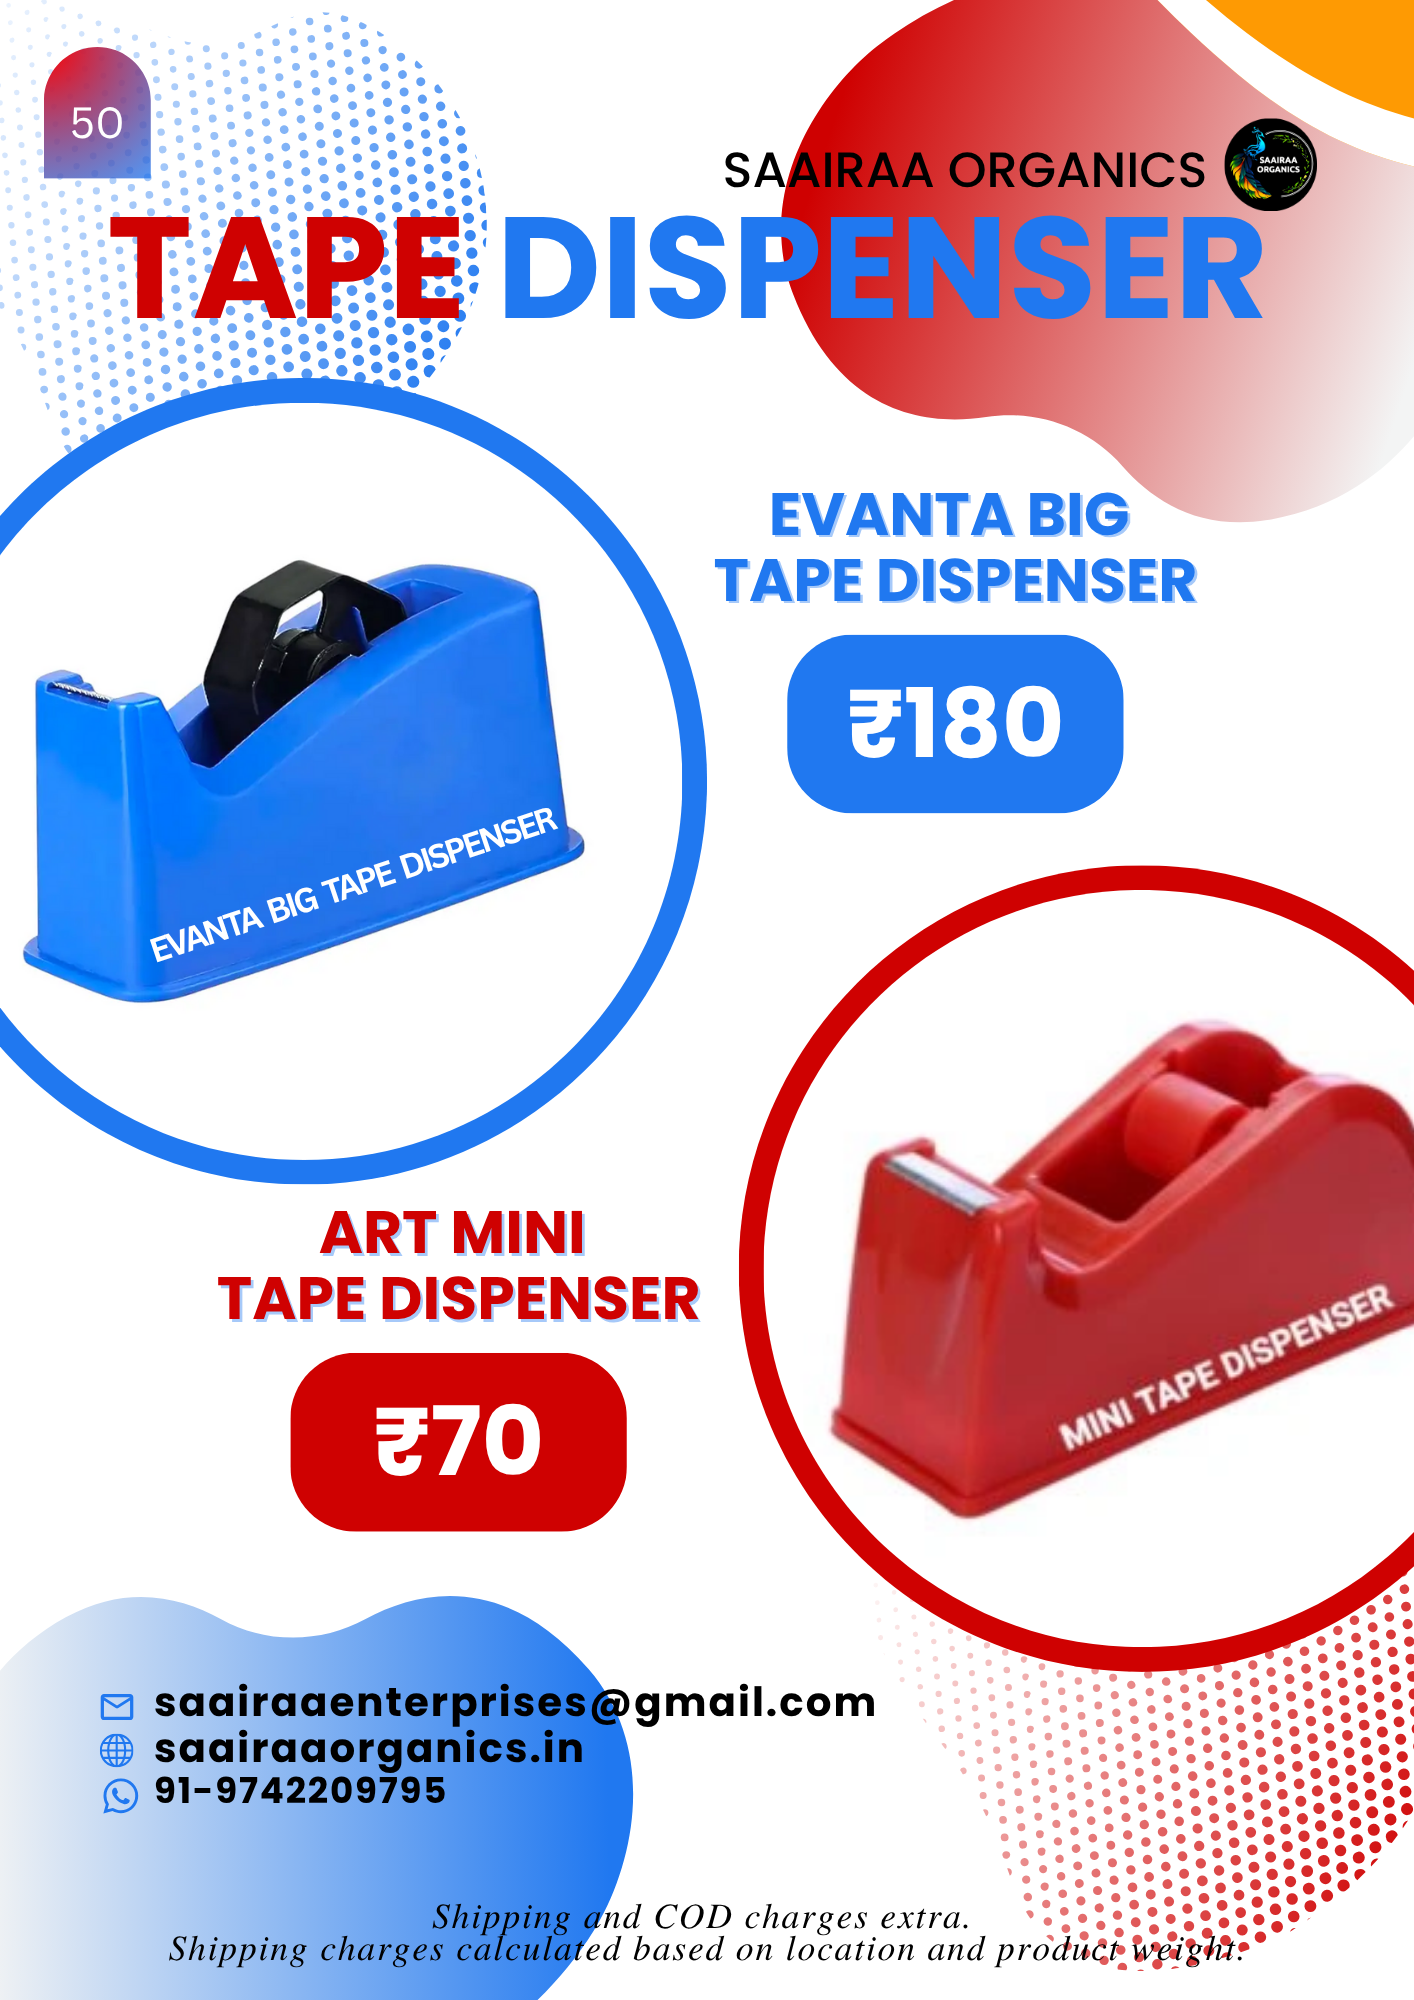 50
SAAIRAA ORGANICS
SAAIRAA
ORGANICS
TAPE DISPENSER
EVANTA BIG
TAPE DISPENSER
₹180
EVANTA BIG TAPE DISPENSER
ART MINI
TAPE DISPENSER
₹70
MINI TAPE DISPENSER
saairaaenterprises@gmail.com
saairaaorganics.in
91-9742209795
Shipping and COD charges extra.
Shipping charges calculated based on location and product weight.